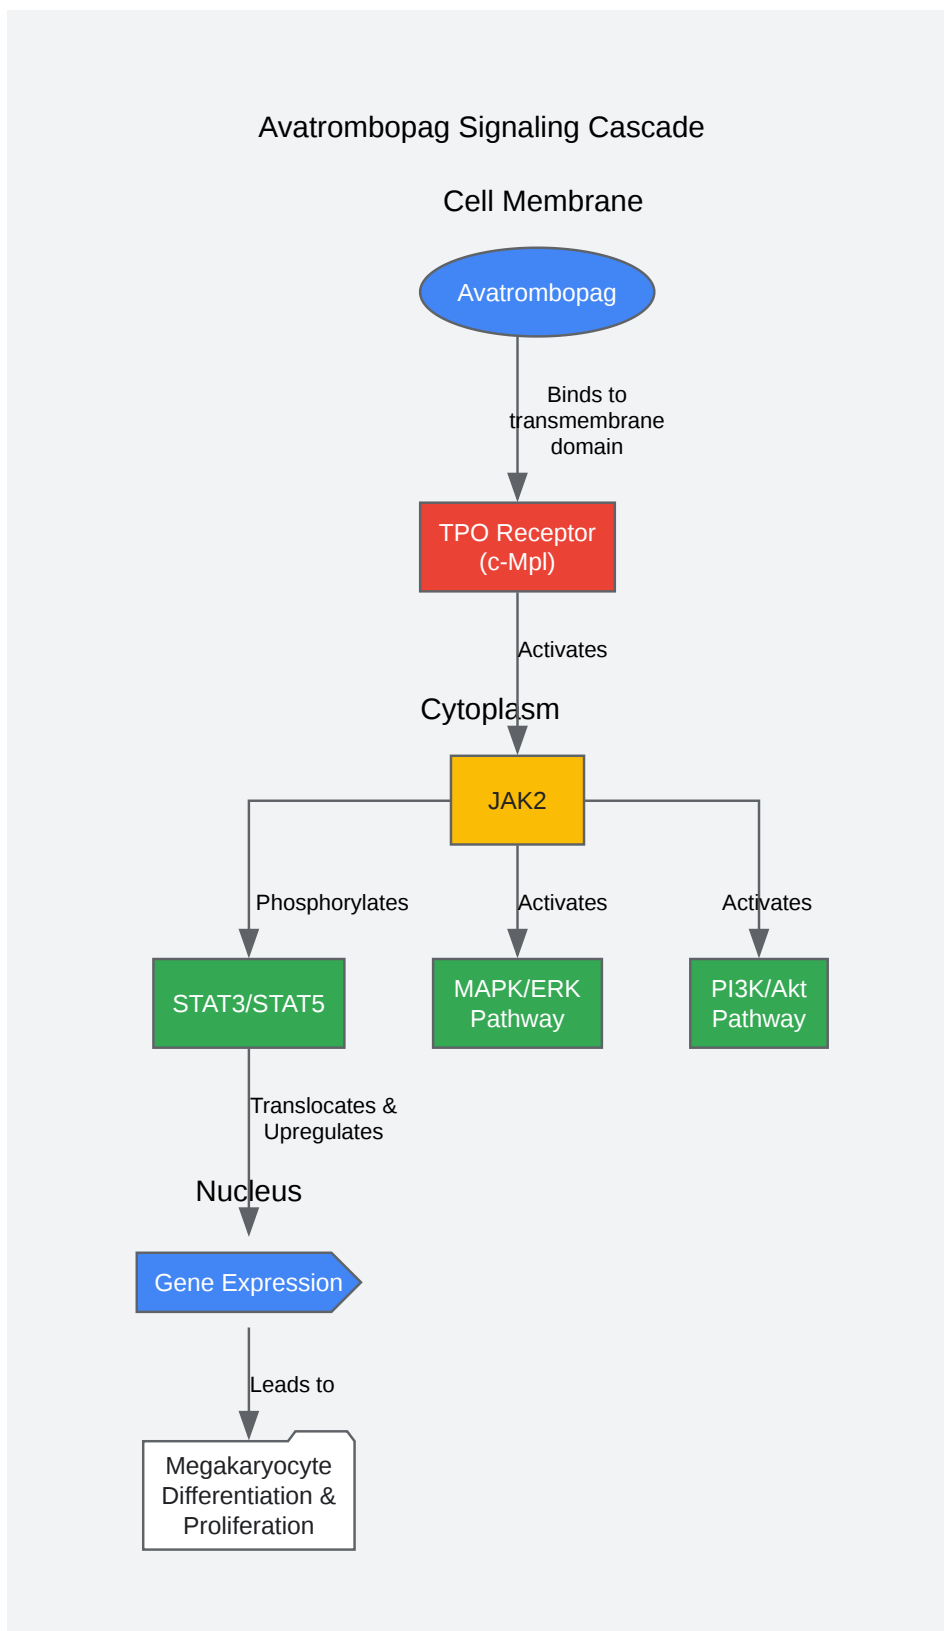 Avatrombopag Signaling Cascade
Cell Membrane
Avatrombopag
Binds to
transmembrane
domain
TPO Receptor
(c-Mpl)
Activates
Cytoplasm
JAK2
Phosphorylates
Activates
Activates
STAT3/STAT5
MAPK/ERK
Pathway
PI3K/Akt
Pathway
Translocates &
Upregulates
Nucleus
Gene Expression
Leads to
Megakaryocyte
Differentiation &
Proliferation